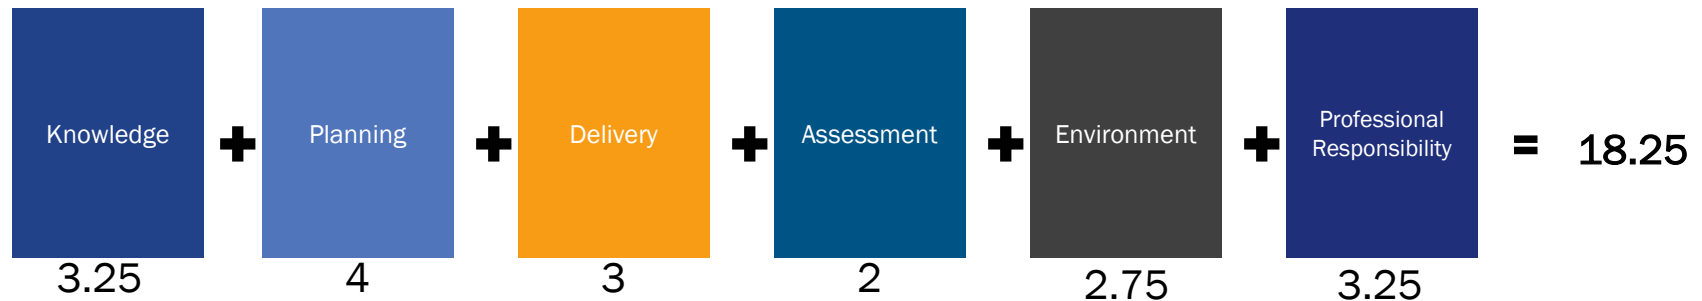 Knowledge + Planning + Delivery + Assessment + Environment + Professional Responsibility = 18.25
3.25 4 3 2 2.75 3.25